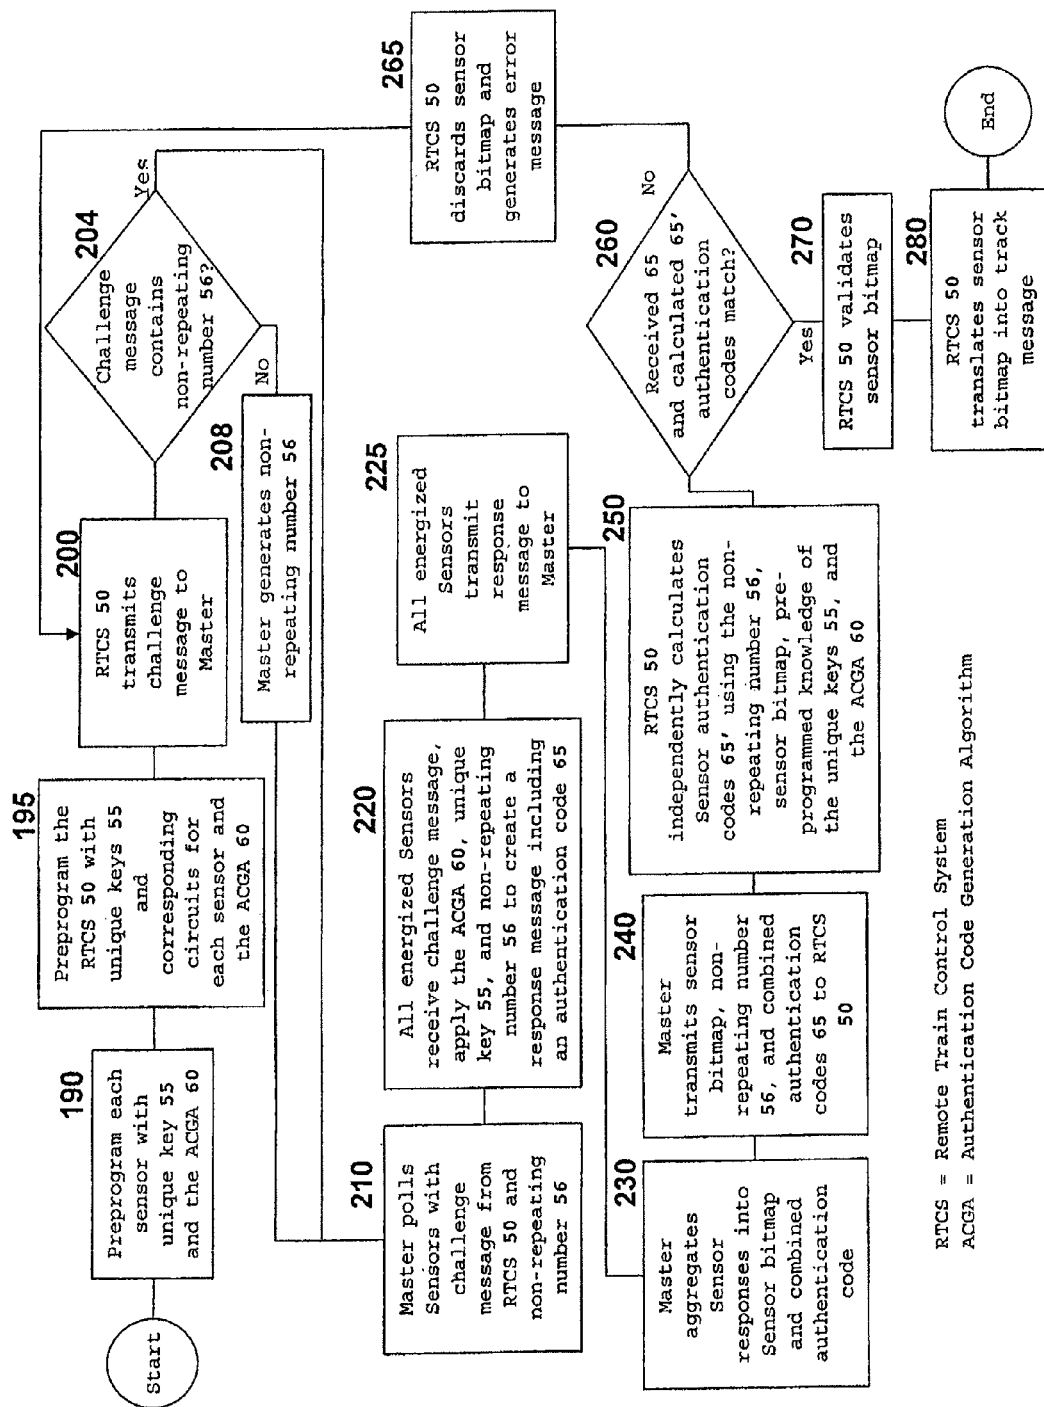 Start
190
Preprogram each
sensor with
unique key 55
and the ACGA 60
195
Preprogram the
RTCS 50 with
unique keys 55
and
corresponding
circuits for
each sensor and
the ACGA 60
200
RTCS 50
transmits
challenge
message to
Master
204
Challenge
message
contains
non-repeating
number 56?
Yes
No
208
Master generates non-
repeating number 56
210
Master polls
Sensors with
challenge
message from
RTCS 50 and
non-repeating
number 56
220
All energized Sensors
receive challenge message,
apply the ACGA 60, unique
key 55, and non-repeating
number 56 to create a
response message including
an authentication code 65
225
All energized
Sensors
transmit
response
message to
Master
230
Master
aggregates
Sensor
responses into
Sensor bitmap
and combined
authentication
code
240
Master
transmits sensor
bitmap, non-
repeating number
56, and combined
authentication
codes 65 to RTCS
50
250
RTCS 50
independently calculates
Sensor authentication
codes 65' using the non-
repeating number 56,
sensor bitmap, pre-
programmed knowledge of
the unique keys 55, and
the ACGA 60
260
Received 65
and calculated 65'
authentication
codes match?
No
Yes
265
RTCS 50
discards sensor
bitmap and
generates error
message
270
RTCS 50 validates
sensor bitmap
280
RTCS 50
translates sensor
bitmap into track
message
End
RTCS = Remote Train Control System
ACGA = Authentication Code Generation Algorithm